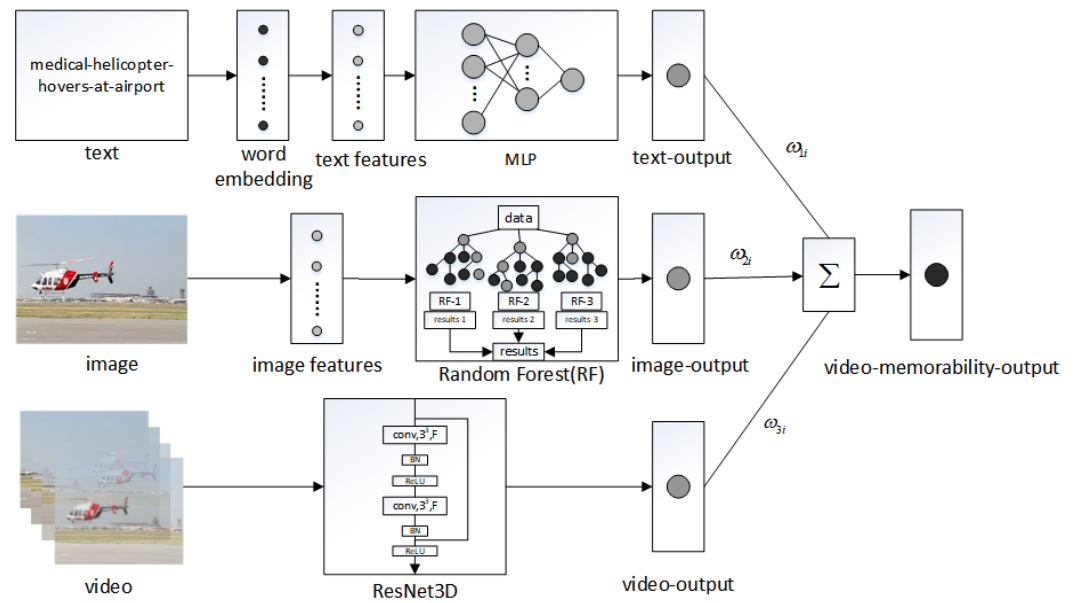 medical-helicopter-
hovers-at-airport
text
word
embedding
text features
MLP
text-output
ω1i
data
RF-1
RF-2
RF-3
results-1
results-2
results-3
results
image
image features
Random Forest(RF)
image-output
ω2i
Σ
video-memorability-output
conv,3³,F
BN
ReLU
conv,3³,F
BN
ReLU
video
ResNet3D
video-output
ω3i